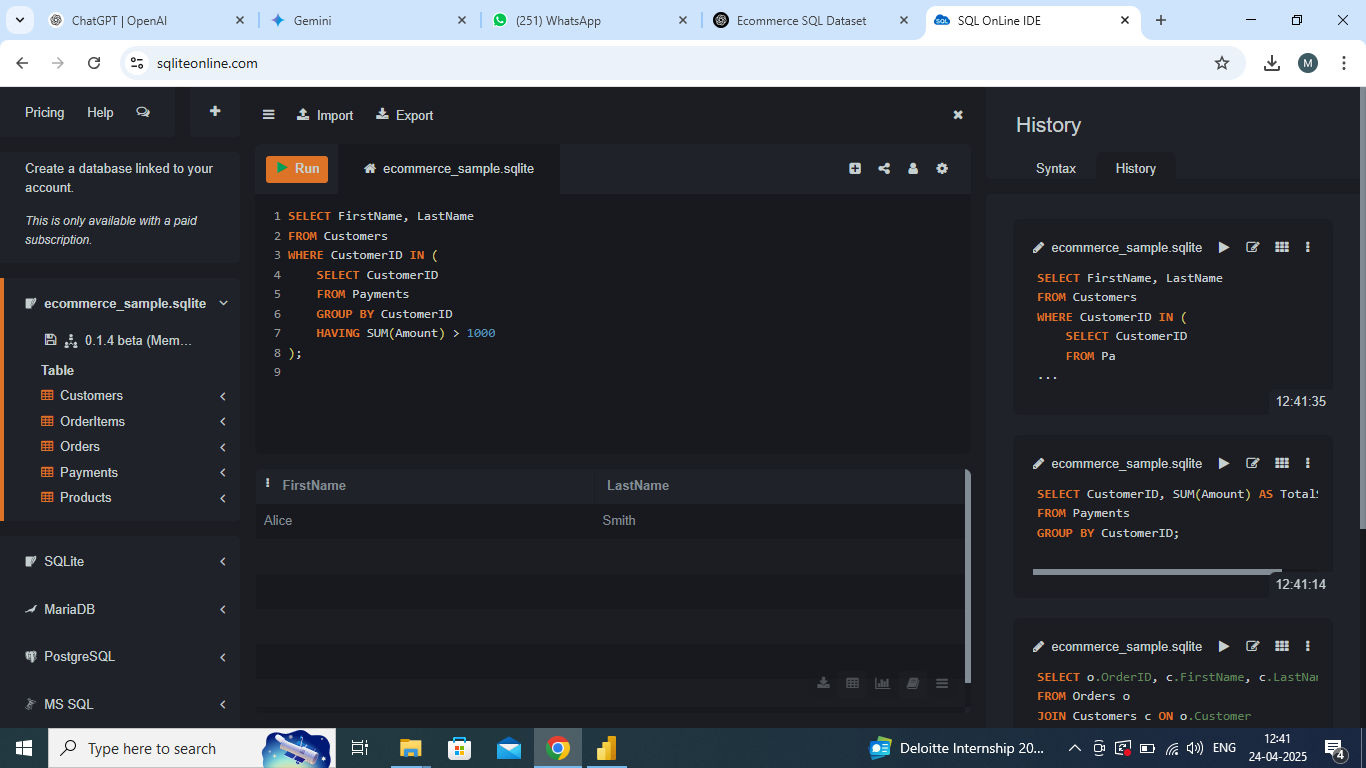 ChatGPT | OpenAI
Gemini
(251) WhatsApp
Ecommerce SQL Dataset
SQL OnLine IDE
sqliteonline.com
M
Pricing
Help
Import
Export
Create a database linked to your
account.
This is only available with a paid
subscription.
ecommerce_sample.sqlite
0.1.4 beta (Mem...
Table
Customers
OrderItems
Orders
Payments
Products
SQLite
MariaDB
PostgreSQL
MS SQL
Run
ecommerce_sample.sqlite
1 SELECT FirstName, LastName
2 FROM Customers
3 WHERE CustomerID IN (
4 SELECT CustomerID
5 FROM Payments
6 GROUP BY CustomerID
7 HAVING SUM(Amount) > 1000
8 );
9
FirstName LastName
Alice Smith
History
Syntax History
ecommerce_sample.sqlite
SELECT FirstName, LastName
FROM Customers
WHERE CustomerID IN (
SELECT CustomerID
FROM Pa
...
12:41:35
ecommerce_sample.sqlite
SELECT CustomerID, SUM(Amount) AS
FROM Payments
GROUP BY CustomerID;
12:41:14
ecommerce_sample.sqlite
SELECT o.OrderID, c.FirstName,
FROM Orders o
JOIN Customers c ON o.Customer
Type here to search
Deloitte Internship 20...
ENG
12:41
24-04-2025
4